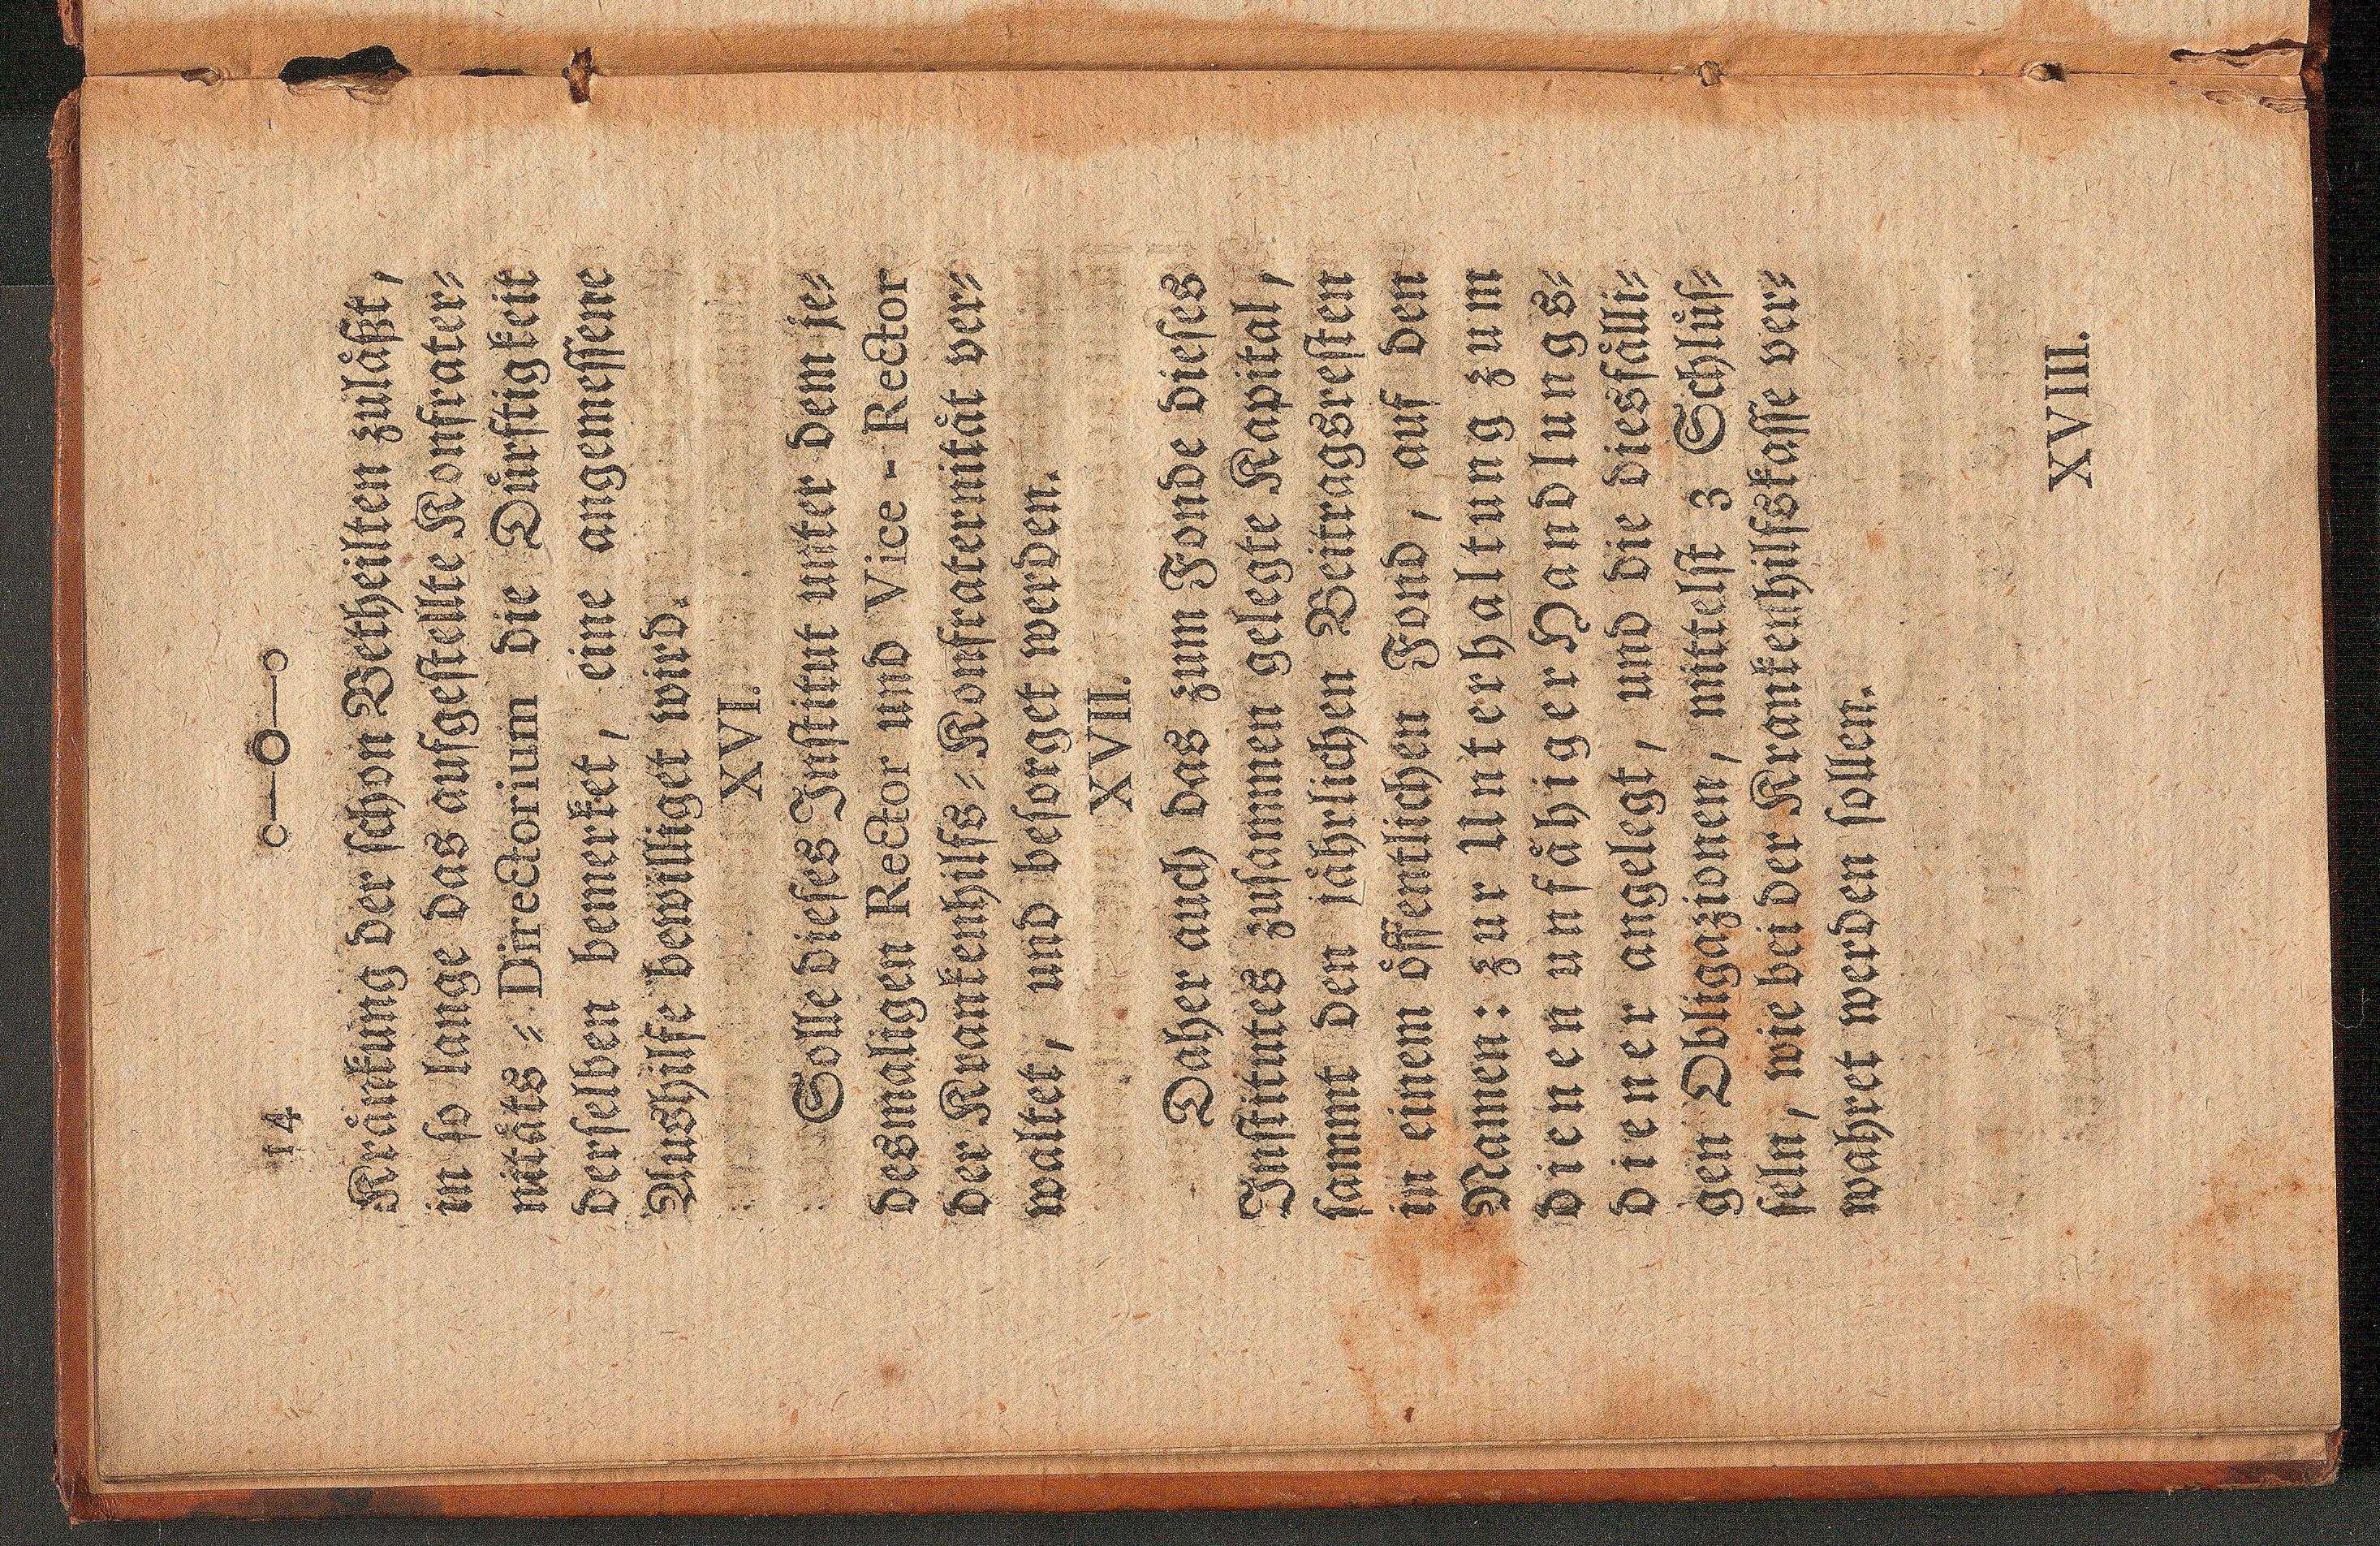 14
Kränkung der schon Betheilten zuläßt,
in so lange das aufgestellte Konfrater-
nitäts-Directorium die Dürftigkeit
derselben bemerket, eine angemessene
Aushilfe bewilliget wird.
XVI.
Solle dieses Institut unter dem je-
desmaligen Rector und Vice-Rector
der Krankenhilfs-Konfraternität ver-
waltet, und besorget werden.
XVII.
Daher auch das zum Fonde dieses
Institutes zusammen gelegte Kapital,
sammt den jährlichen Beitragsresten
in einem öffentlichen Fond, auf den
Namen: zur Unterhaltung zum
dienen unfähiger Handlungs-
diener angelegt, und die diesfälli-
gen Obligazionen, mittelst 3 Schlüs-
seln, wie bei der Krankenhilfskasse ver-
wahret werden sollen.
XVIII.